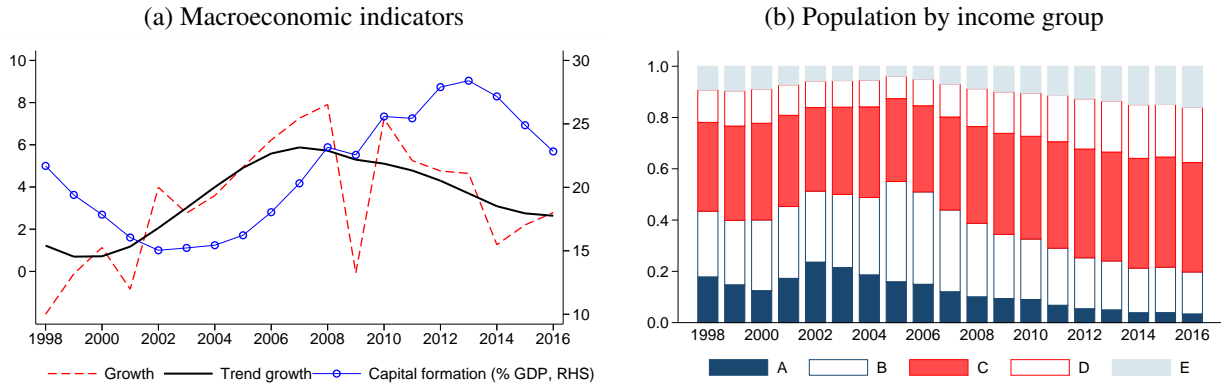 (a) Macroeconomic indicators
10
8
6
4
2
0
30
25
20
15
10
1998 2000 2002 2004 2006 2008 2010 2012 2014 2016
Growth Trend growth Capital formation (% GDP, RHS)
(b) Population by income group
1.0
0.8
0.6
0.4
0.2
0.0
1998 2000 2002 2004 2006 2008 2010 2012 2014 2016
A B C D E